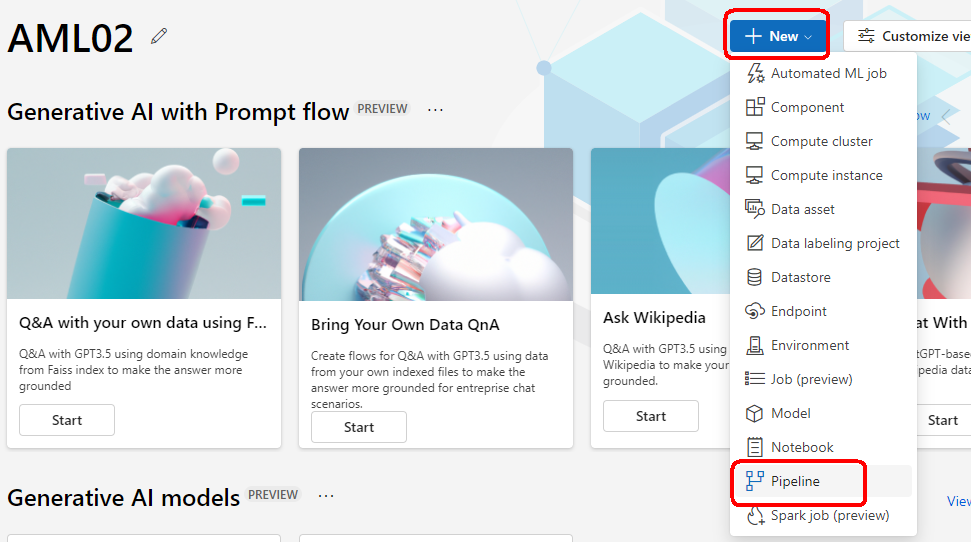 AML02
New
Customize vie
Generative AI with Prompt flow PREVIEW ...
ow
Automated ML job
Component
Compute cluster
Compute instance
Data asset
Data labeling project
Datastore
Endpoint
Environment
Job (preview)
Model
Notebook
Pipeline
Spark job (preview)
Q&A with your own data using F...
Q&A with GPT3.5 using domain knowledge
from Faiss index to make the answer more
grounded
Start
Bring Your Own Data QnA
Create flows for Q&A with GPT3.5 using data
from your own indexed files to make the
answer more grounded for entreprise chat
scenarios.
Start
Ask Wikipedia
Q&A with GPT3.5 using
Wikipedia to make your
grounded.
Start
at With
tGPT-based
ipedia data
Start
Generative AI models PREVIEW ...
View